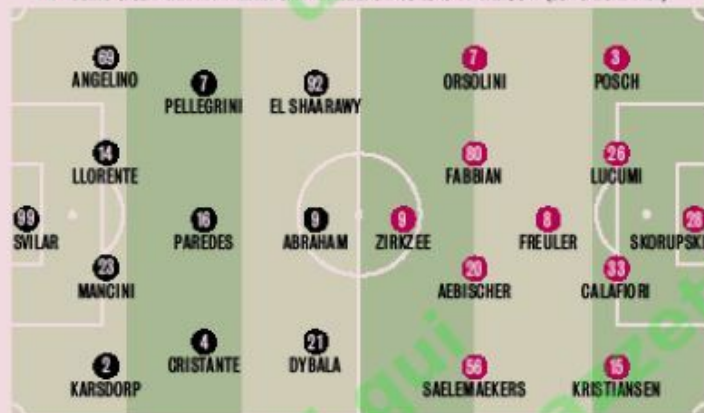 69 ANGELINO
7 PELLEGRINI
92 EL SHAARAWY
7 ORSOLINI
3 POSCH
14 LLORENTE
80 FABBIAN
26 LUCUMI
99 SVILAR
16 PAREDES
9 ABRAHAM
9 ZIRKZEE
8 FREULER
28 SKORUPSKI
23 MANCINI
20 AEBISCHER
33 CALAFIORI
2 KARSDORP
4 CRISTANTE
21 DYBALA
56 SAELEMAEKERS
15 KRISTIANSEN
qui